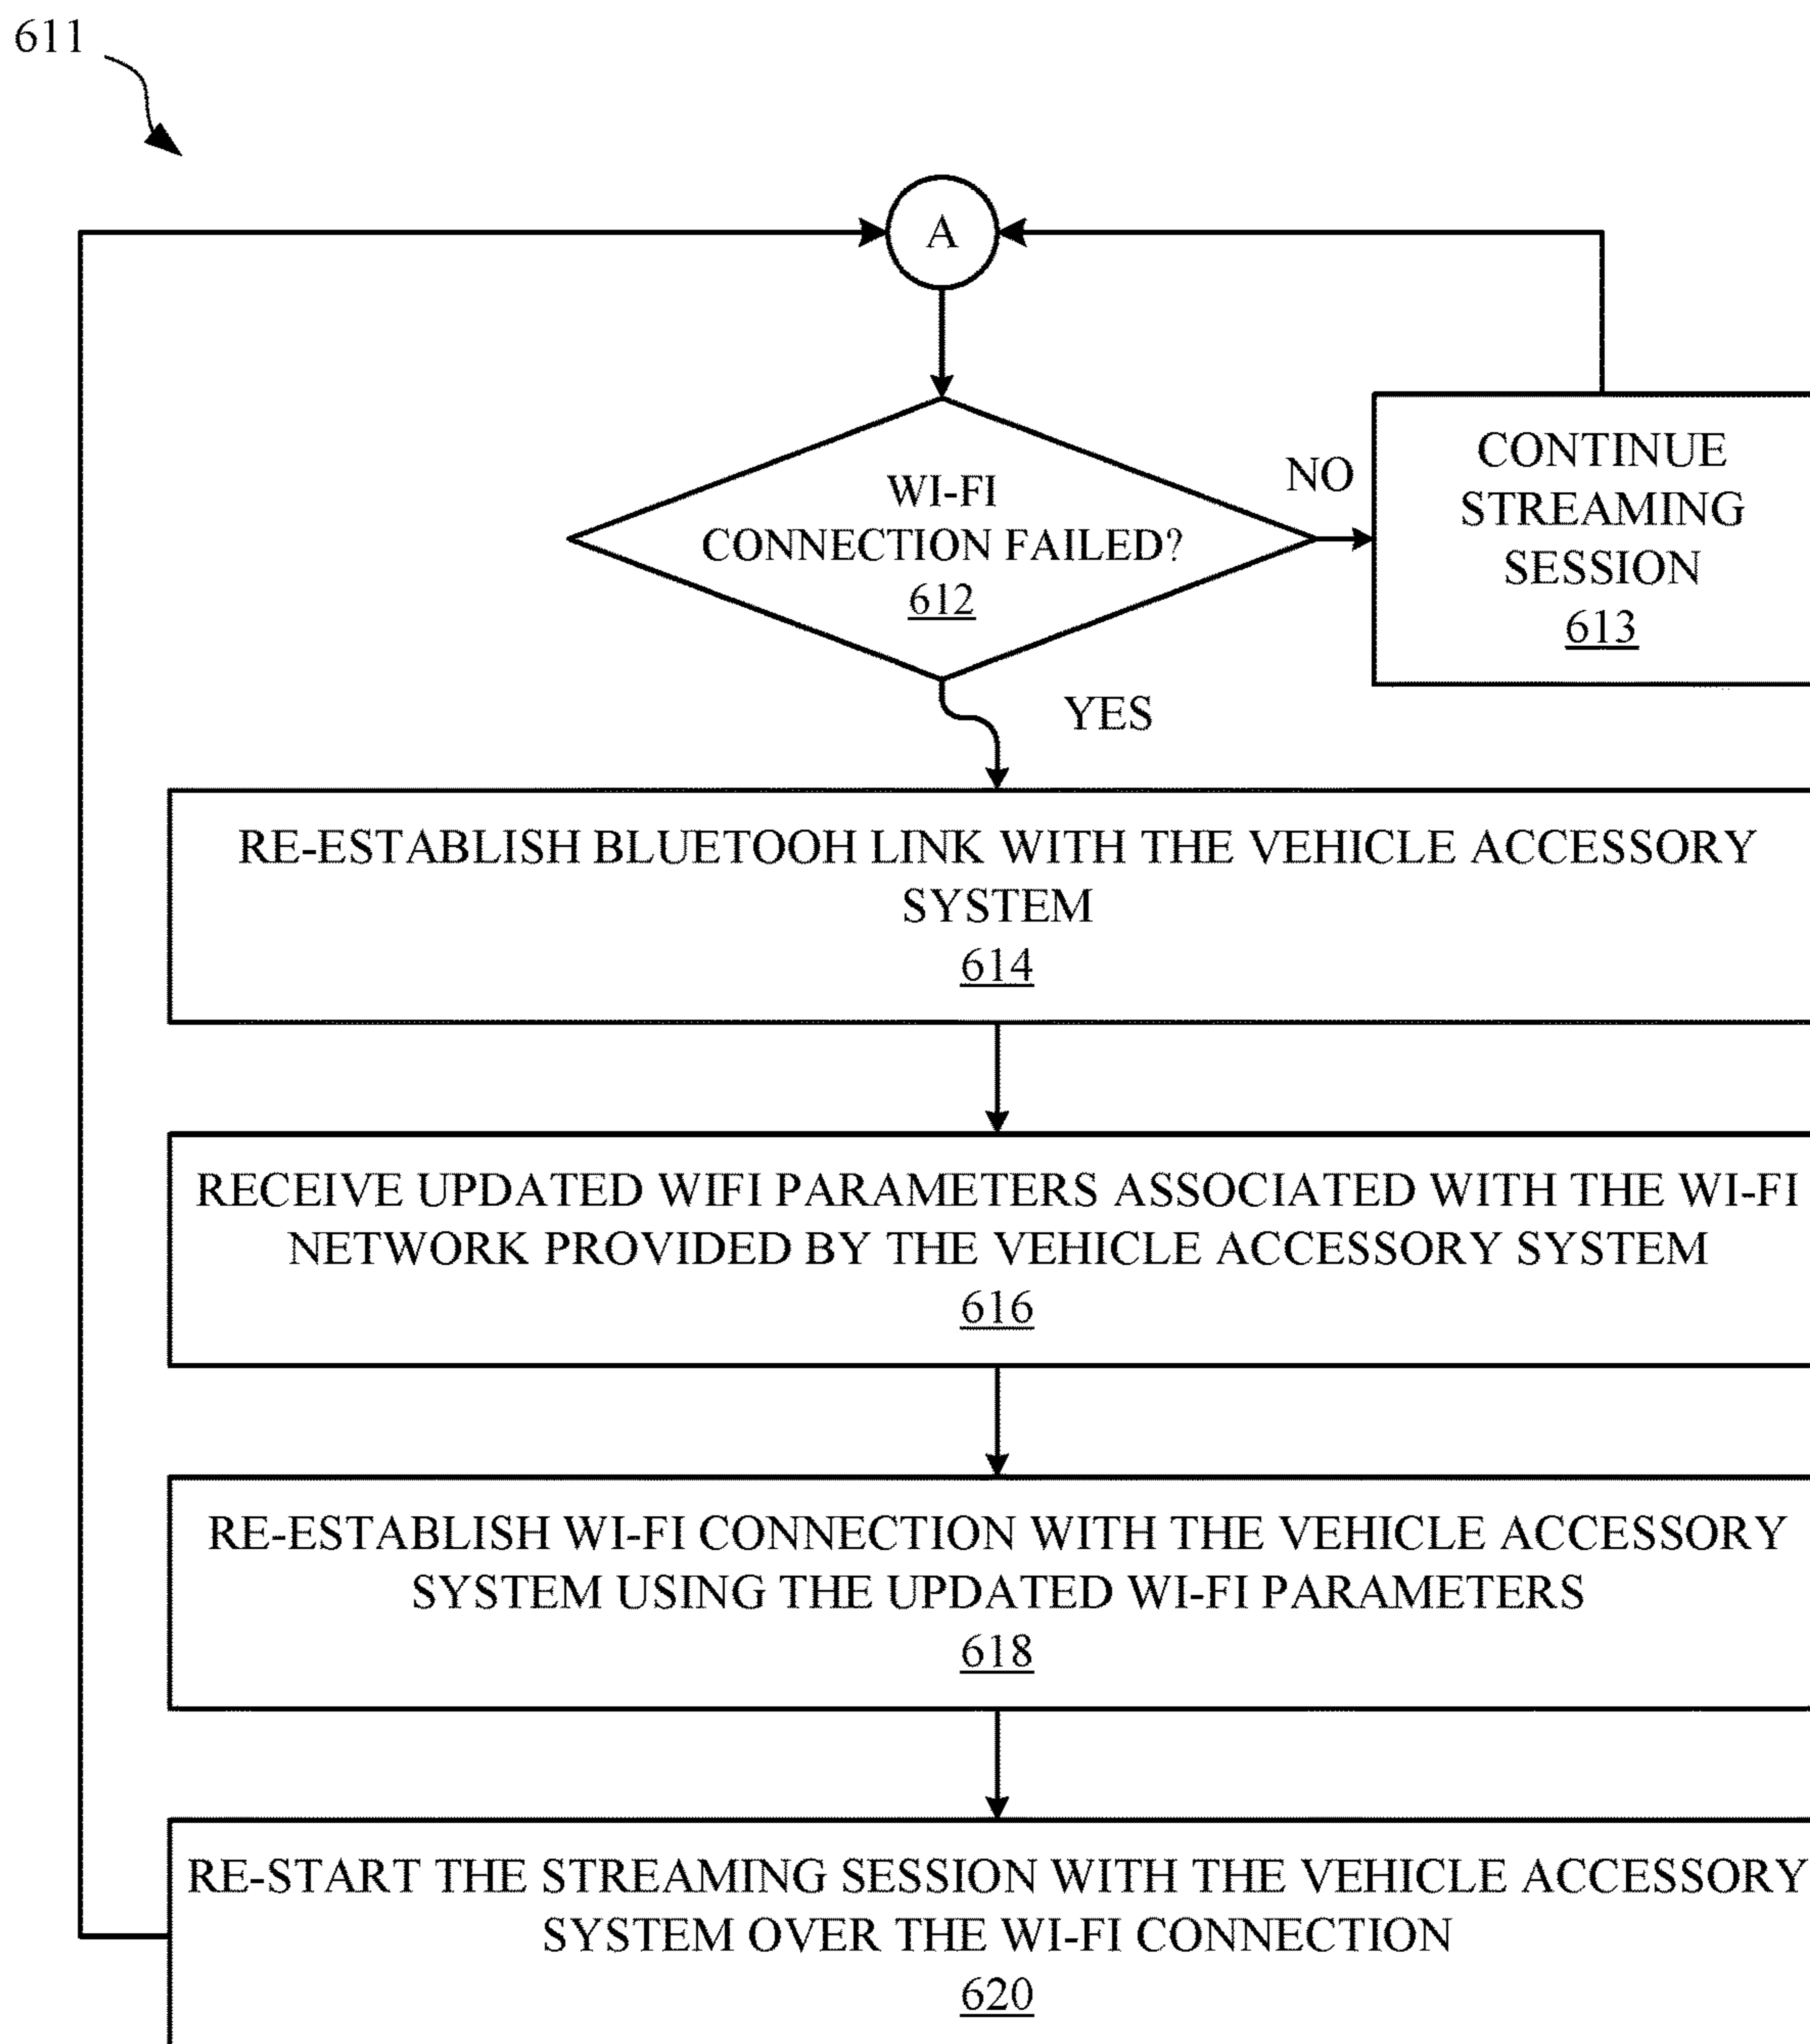 611
A
WI-FI
CONNECTION FAILED?
612
NO
CONTINUE
STREAMING
SESSION
613
YES
RE-ESTABLISH BLUETOOH LINK WITH THE VEHICLE ACCESSORY
SYSTEM
614
RECEIVE UPDATED WIFI PARAMETERS ASSOCIATED WITH THE WI-FI
NETWORK PROVIDED BY THE VEHICLE ACCESSORY SYSTEM
616
RE-ESTABLISH WI-FI CONNECTION WITH THE VEHICLE ACCESSORY
SYSTEM USING THE UPDATED WI-FI PARAMETERS
618
RE-START THE STREAMING SESSION WITH THE VEHICLE ACCESSORY
SYSTEM OVER THE WI-FI CONNECTION
620